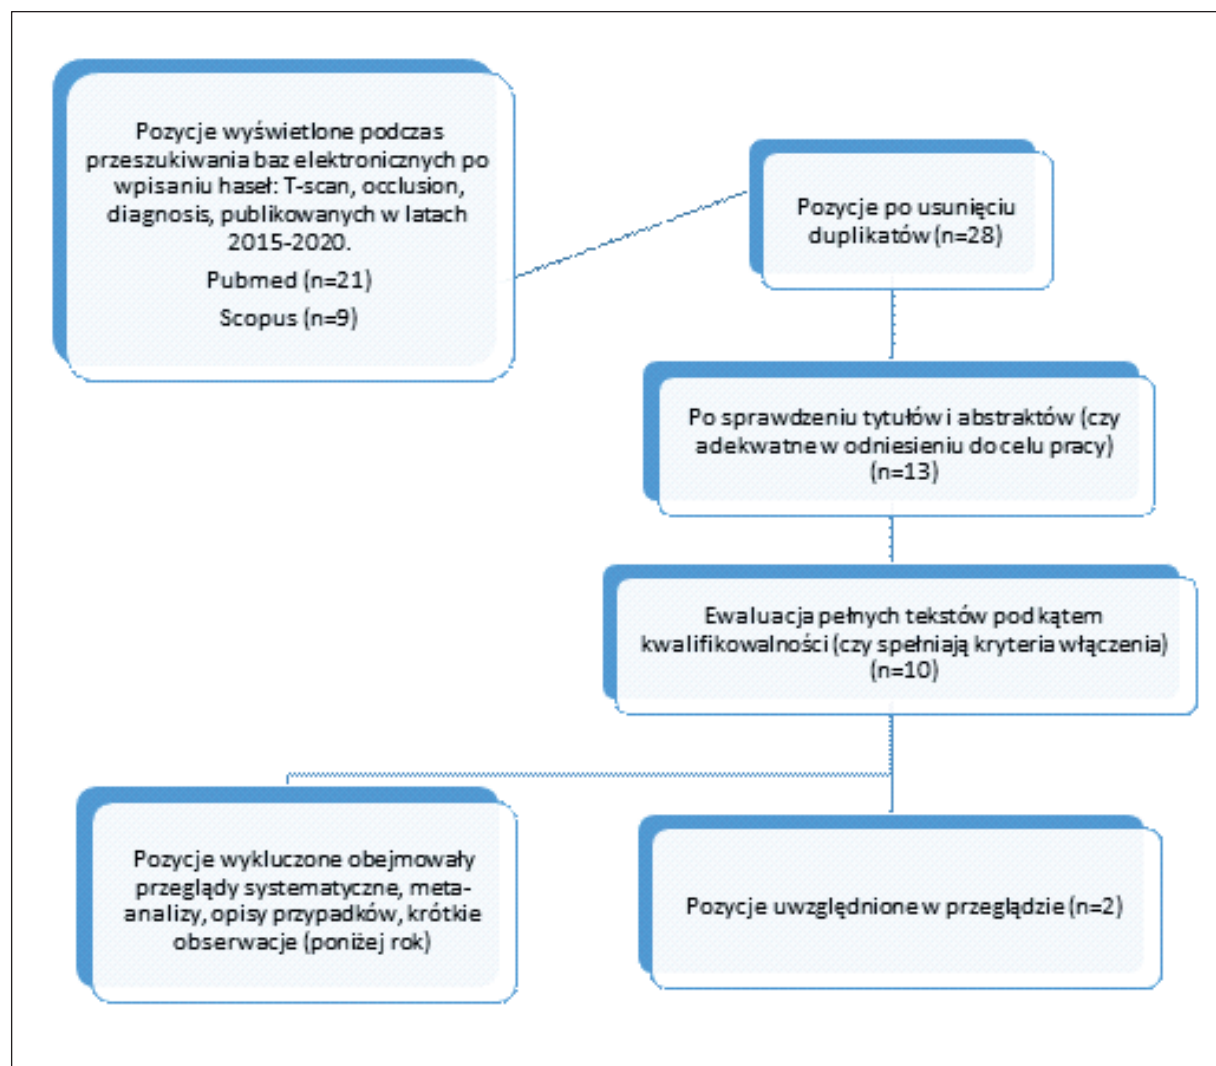 Pozycje wyświetlone podczas
przeszukiwania baz elektronicznych po
wpisaniu haseł: T-scan, occlusion,
diagnosis, publikowanych w latach
2015-2020.
Pubmed (n=21)
Scopus (n=9)
Pozycje po usunięciu
duplikatów (n=28)
Po sprawdzeniu tytułów i abstraktów (czy
adekwatne w odniesieniu do celu pracy)
(n=13)
Ewaluacja pełnych tekstów pod kątem
kwalifikowalności (czy spełniają kryteria włączenia)
(n=10)
Pozycje wykluczone obejmowały
przeglądy systematyczne, meta-
analizy, opisy przypadków, krótkie
obserwacje (poniżej rok)
Pozycje uwzględnione w przeglądzie (n=2)